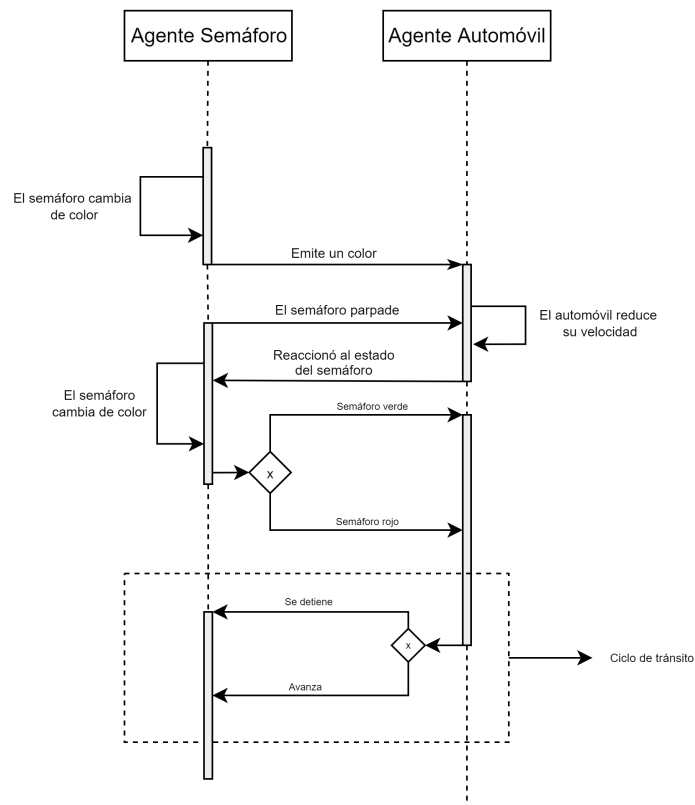 Agente Semáforo
Agente Automóvil
El semáforo cambia
de color
Emite un color
El semáforo parpade
El automóvil reduce
su velocidad
Reaccionó al estado
del semáforo
El semáforo
cambia de color
Semáforo verde
x
Semáforo rojo
Se detiene
x
Ciclo de tránsito
Avanza